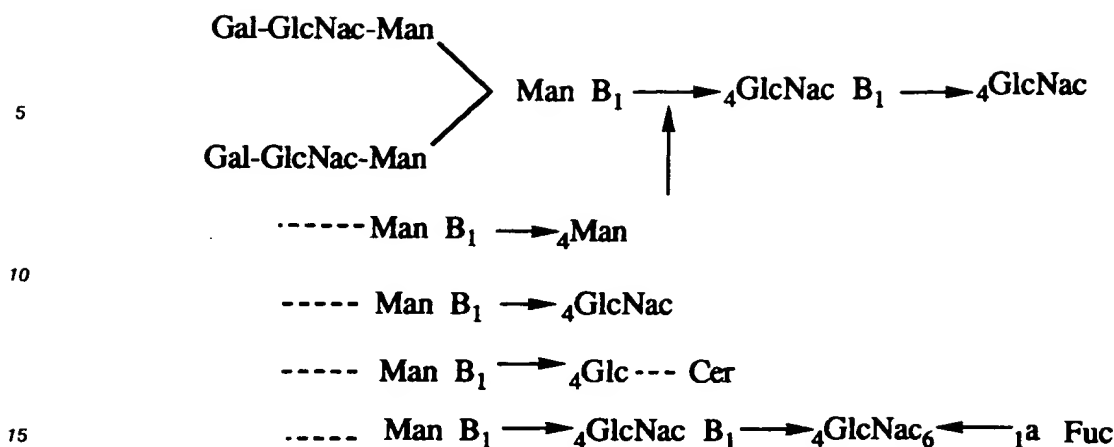 Gal-GlcNac-Man
5 Man B1 → 4GlcNac B1 → 4GlcNac
Gal-GlcNac-Man
------ Man B1 → 4Man
10
----- Man B1 → 4GlcNac
----- Man B1 → 4Glc --- Cer
15 ----- Man B1 → 4GlcNac B1 → 4GlcNac6 ← 1a Fuc